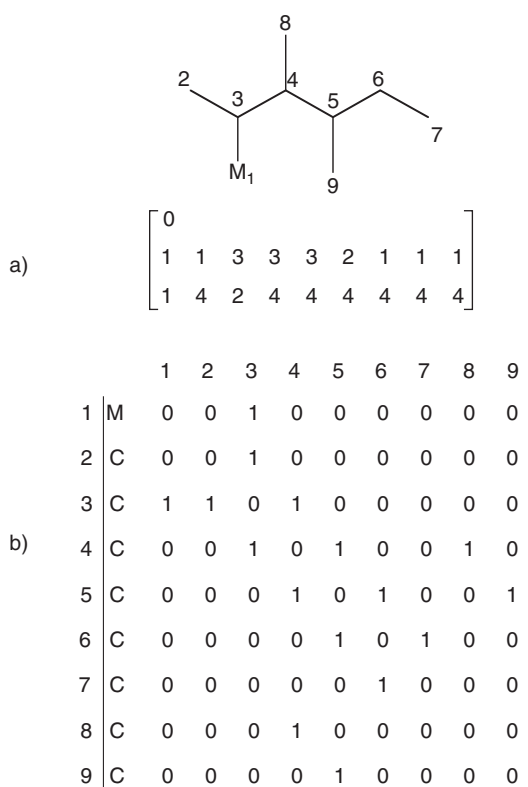 8
2 3 4 5 6 7
M1
9
a)
0
1 1 3 3 3 2 1 1 1
1 4 2 4 4 4 4 4 4
b)
1 2 3 4 5 6 7 8 9
1 M 0 0 1 0 0 0 0 0 0
2 C 0 0 1 0 0 0 0 0 0
3 C 1 1 0 1 0 0 0 0 0
4 C 0 0 1 0 1 0 0 1 0
5 C 0 0 0 1 0 1 0 0 1
6 C 0 0 0 0 1 0 1 0 0
7 C 0 0 0 0 0 1 0 0 0
8 C 0 0 0 1 0 0 0 0 0
9 C 0 0 0 0 1 0 0 0 0